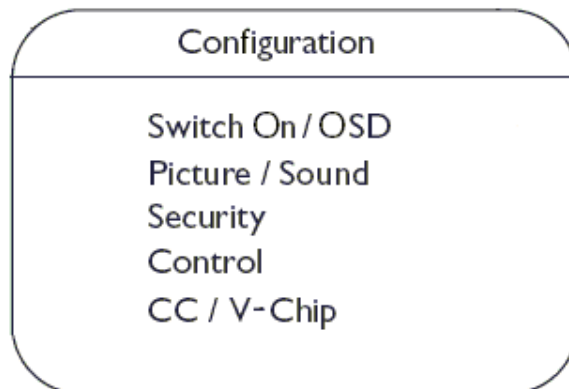 Configuration
Switch On / OSD
Picture / Sound
Security
Control
CC / V-Chip